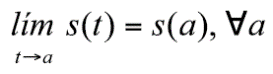 lím s(t) = s(a), ∀a
t→a